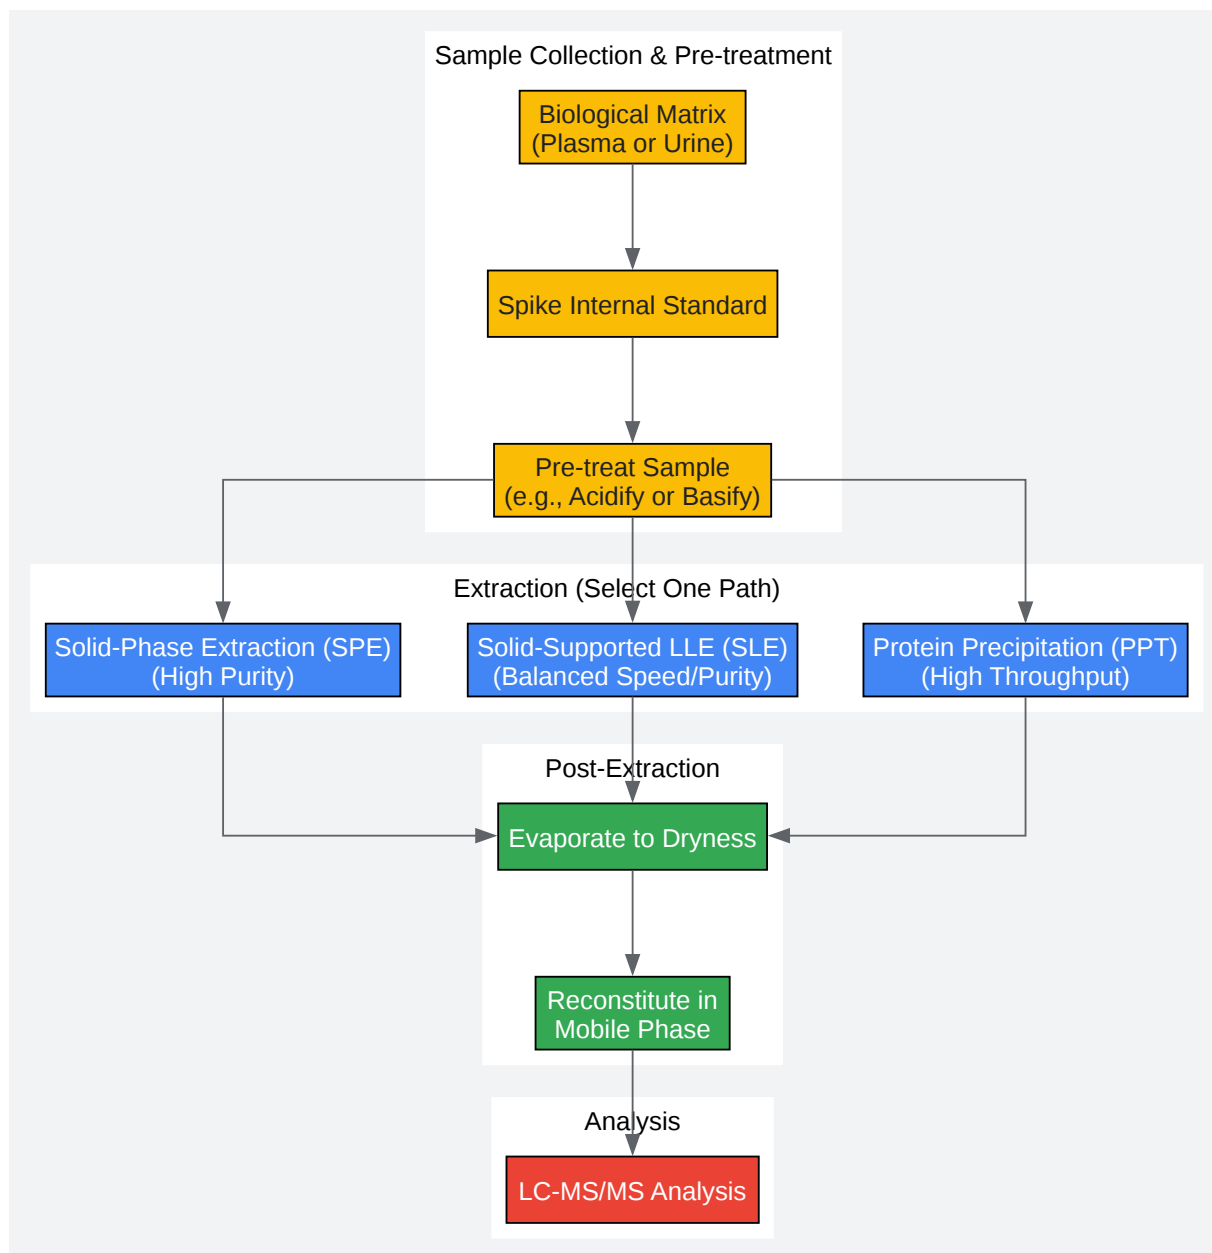 Sample Collection & Pre-treatment
Biological Matrix
(Plasma or Urine)
Spike Internal Standard
Pre-treat Sample
(e.g., Acidify or Basify)
Extraction (Select One Path)
Solid-Phase Extraction (SPE)
(High Purity)
Solid-Supported LLE (SLE)
(Balanced Speed/Purity)
Protein Precipitation (PPT)
(High Throughput)
Post-Extraction
Evaporate to Dryness
Reconstitute in
Mobile Phase
Analysis
LC-MS/MS Analysis